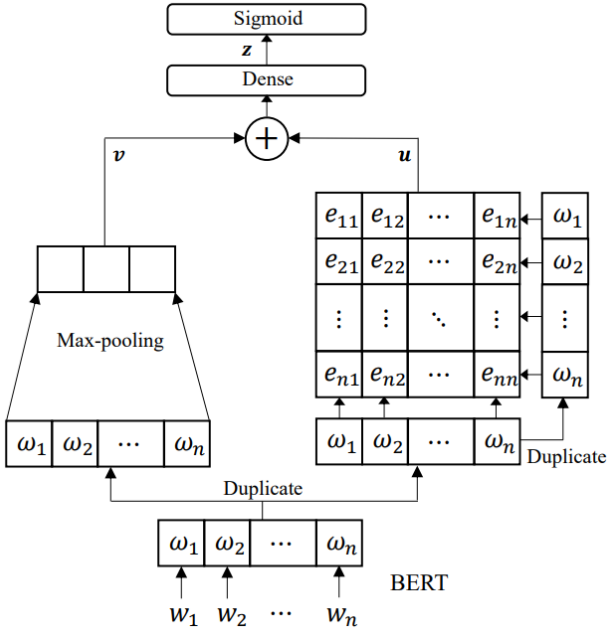 Sigmoid
z
Dense
+
v
u
e11 e12 ⋯ e1n ω1
e21 e22 ⋯ e2n ω2
⋮ ⋮ ⋱ ⋮ ⋮
en1 en2 ⋯ enn ωn
Max-pooling
ω1 ω2 ⋯ ωn
ω1 ω2 ⋯ ωn
Duplicate
Duplicate
ω1 ω2 ⋯ ωn
BERT
w1 w2 ⋯ wn